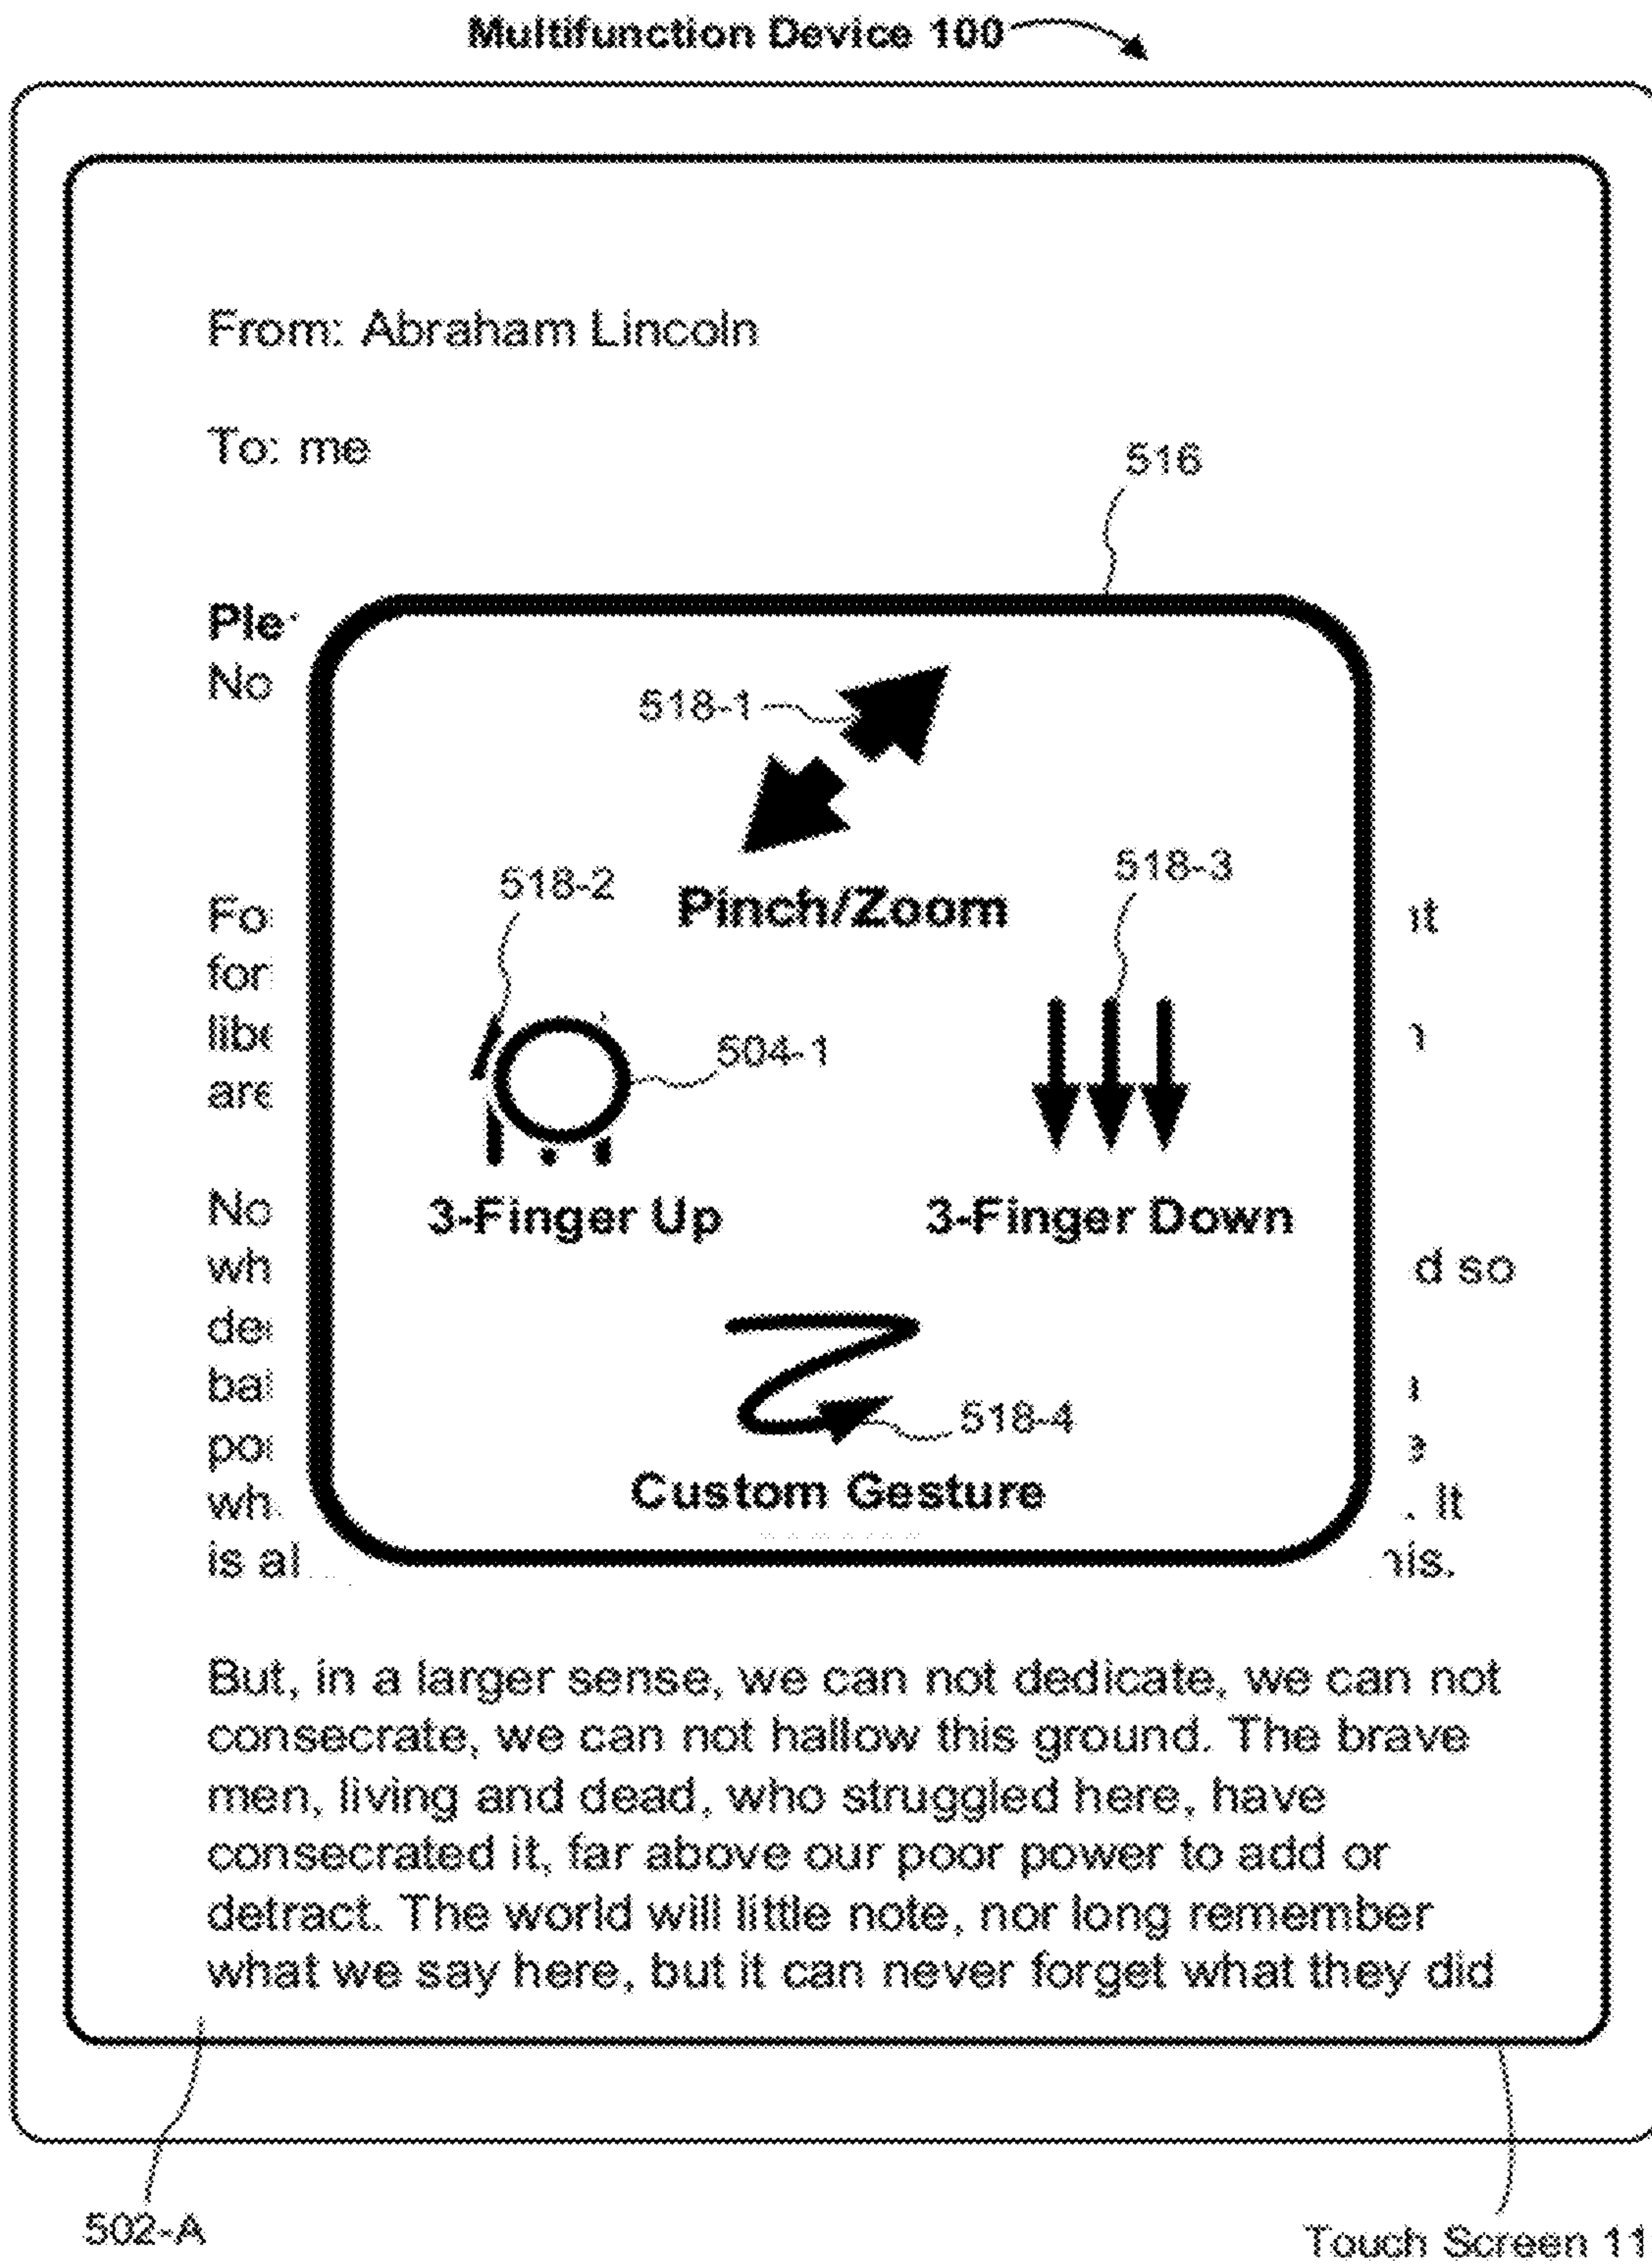 Multifunction Device 100
From: Abraham Lincoln
To: me
516
Ple
No
518-1
518-2
Pinch/Zoom
518-3
Fo
for
504-1
are
3-Finger Up
3-Finger Down
No
wh
d so
518-4
wh
It
Custom Gesture
is al
his.
But, in a larger sense, we can not dedicate, we can not
consecrate, we can not hallow this ground. The brave
men, living and dead, who struggled here, have
consecrated it, far above our poor power to add or
detract. The world will little note, nor long remember
what we say here, but it can never forget what they did
502-A
Touch Screen 11